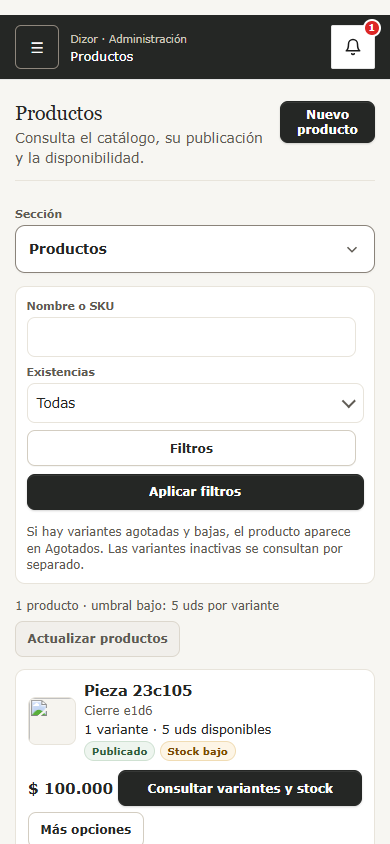 Dizor · Administración
Productos
1
Productos
Consulta el catálogo, su publicación
y la disponibilidad.
Nuevo
producto
Sección
Productos
Nombre o SKU
Existencias
Todas
Filtros
Aplicar filtros
Si hay variantes agotadas y bajas, el producto aparece
en Agotados. Las variantes inactivas se consultan por
separado.
1 producto · umbral bajo: 5 uds por variante
Actualizar productos
Pieza 23c105
Cierre e1d6
1 variante · 5 uds disponibles
Publicado Stock bajo
$ 100.000 Consultar variantes y stock
Más opciones